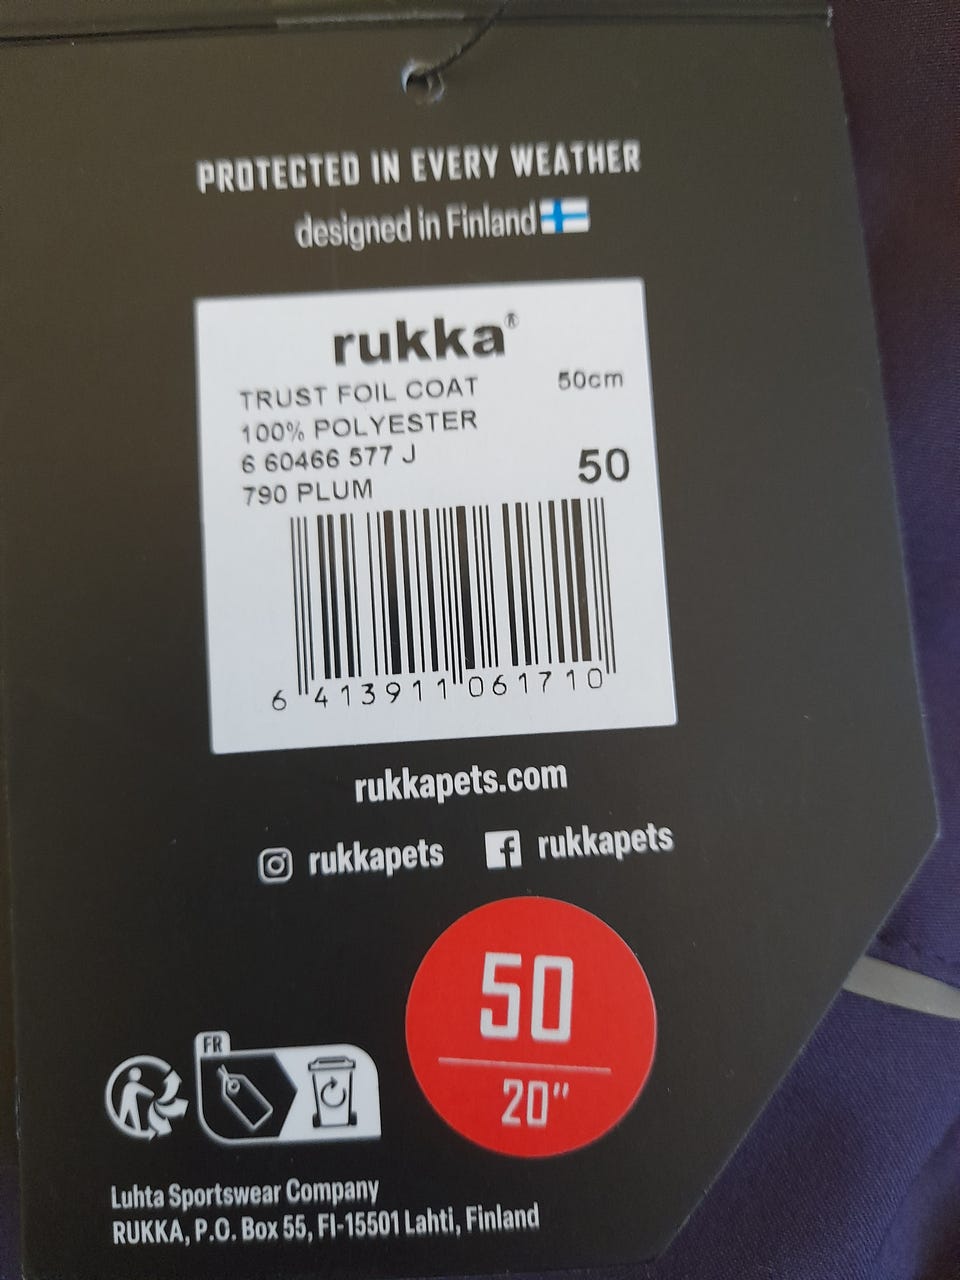 PROTECTED IN EVERY WEATHER
designed in Finland
rukka®
TRUST FOIL COAT 50cm
100% POLYESTER
6 60466 577 J 50
790 PLUM
6 413911 061710
rukkapets.com
rukkapets rukkapets
50
20”
FR
Luhta Sportswear Company
RUKKA, P.O. Box 55, FI-15501 Lahti, Finland